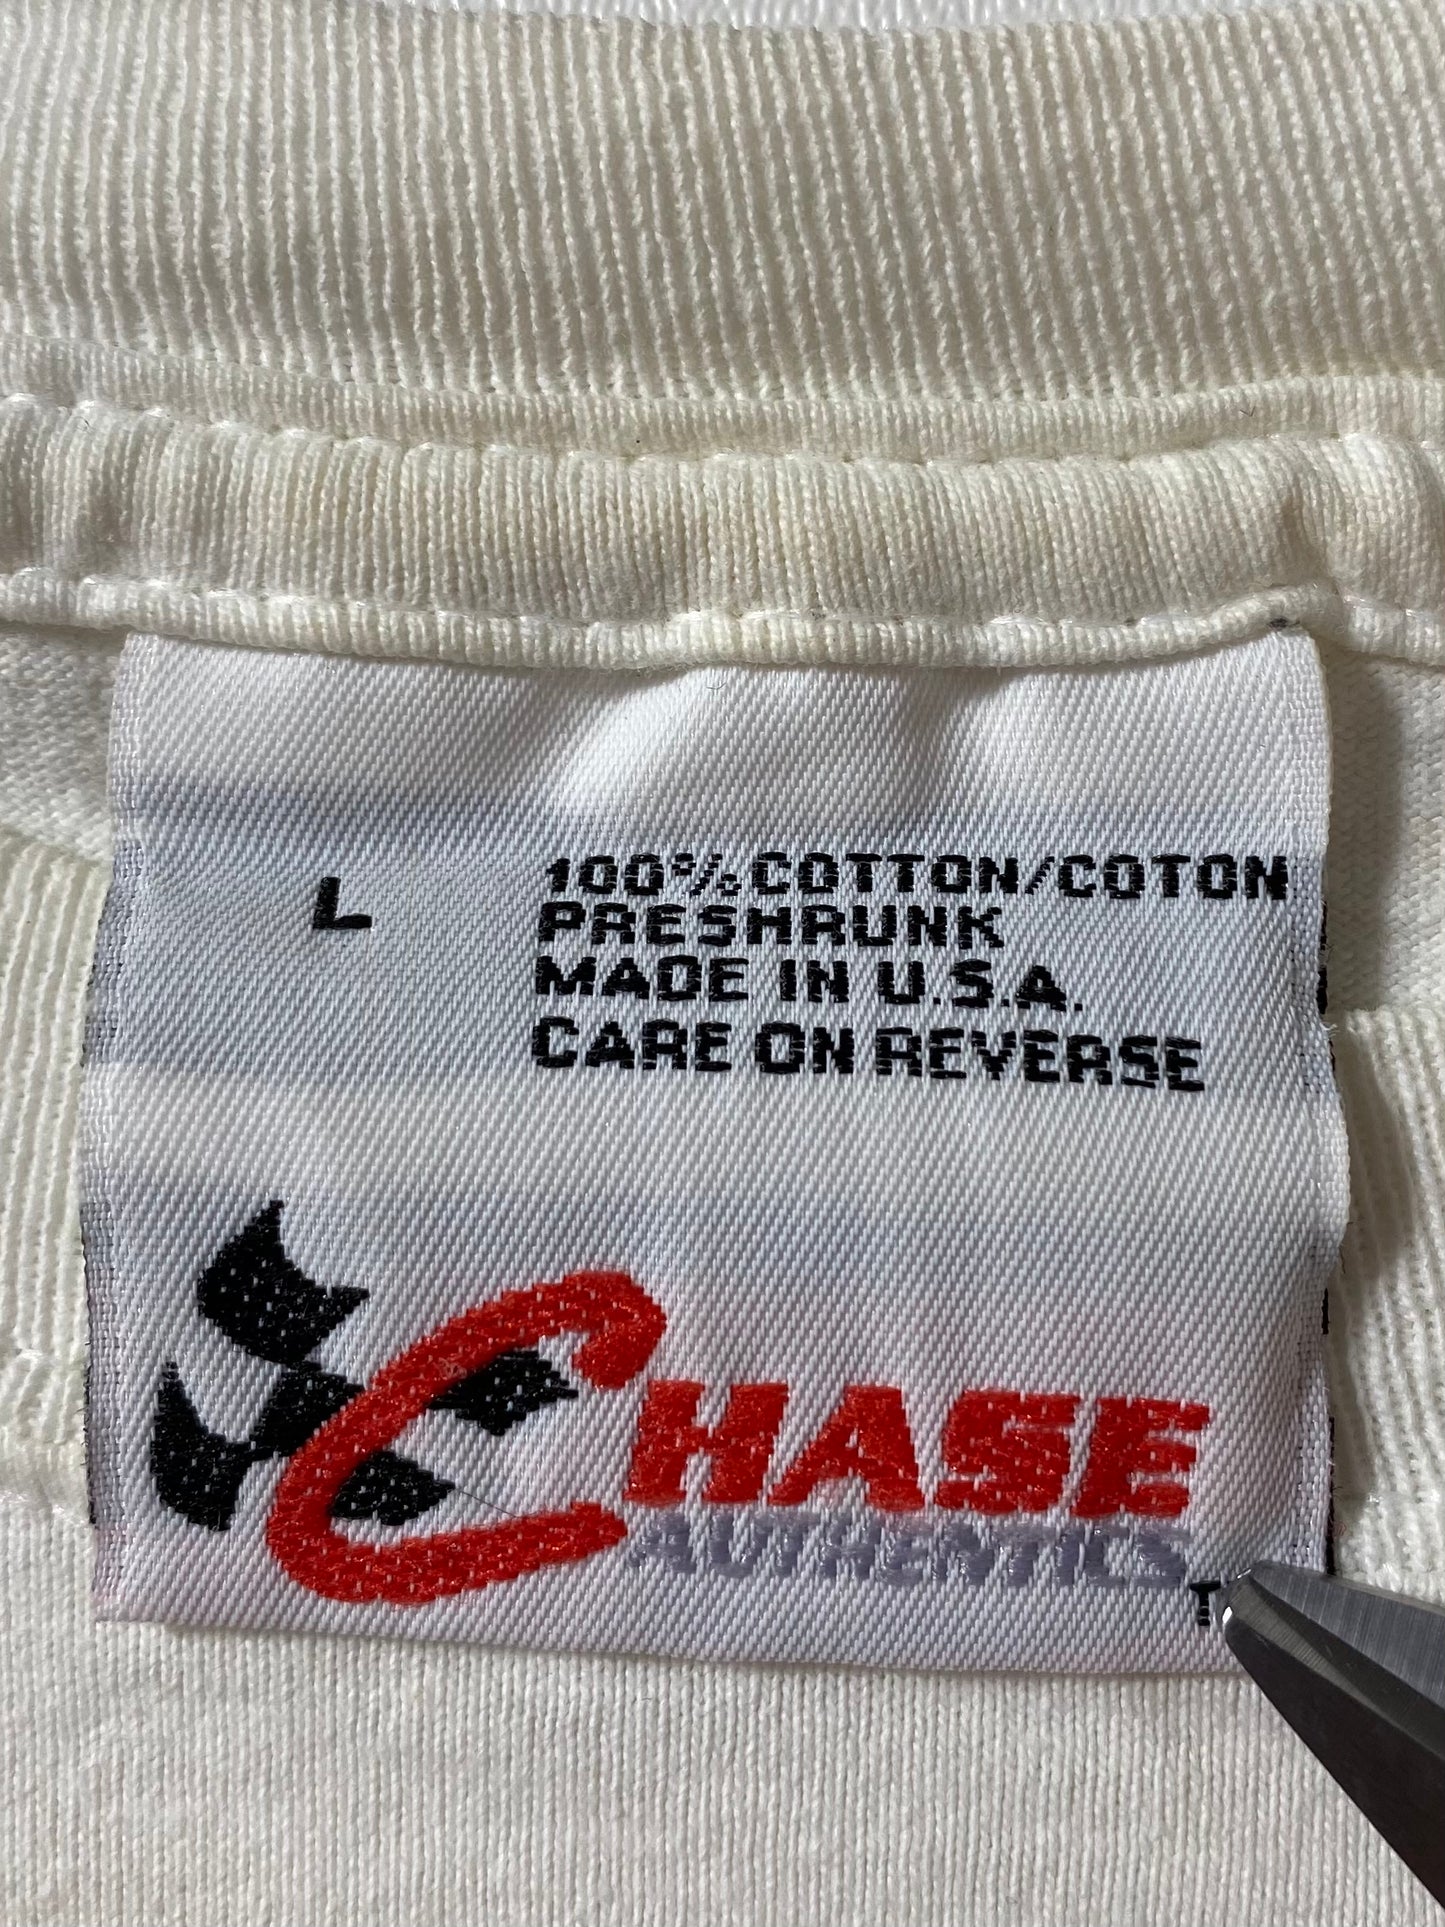 L
100% COTTON/COTON
PRESHRUNK
MADE IN U.S.A.
CARE ON REVERSE
CHASE
AUTHENTICS